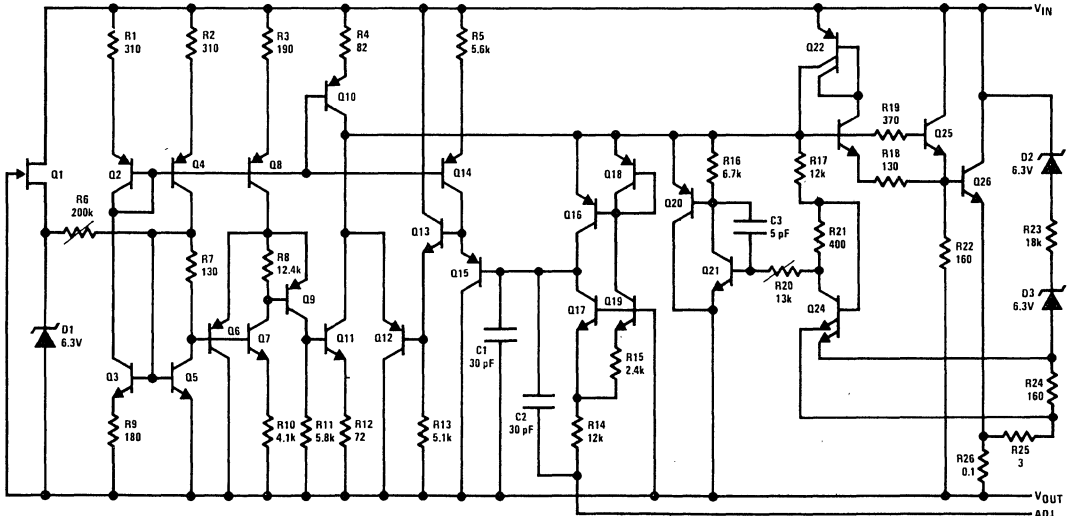 V_IN
R1
310
R2
310
R3
190
R4
82
R5
5.6k
Q22
Q10
R19
370
Q25
R18
130
D2
6.3V
Q1
Q2
Q4
Q8
Q14
Q18
R16
6.7k
R17
12k
Q26
R6
200k
Q13
Q16
Q20
C3
5 pF
R21
400
R22
160
R23
18k
R7
130
R8
12.4k
Q9
Q15
Q21
R20
13k
Q24
D3
6.3V
D1
6.3V
Q6
Q7
Q11
Q12
Q17
Q19
C1
30 pF
R15
2.4k
Q3
Q5
C2
30 pF
R24
160
R9
180
R10
4.1k
R11
5.8k
R12
72
R13
5.1k
R14
12k
R26
0.1
R25
3
V_OUT
ADJ